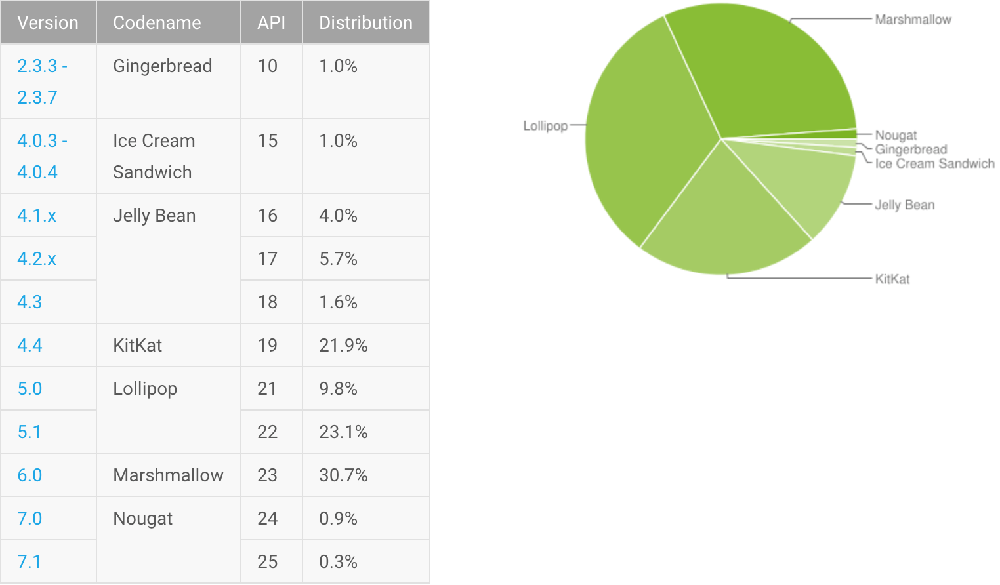 Version Codename API Distribution
2.3.3 - Gingerbread 10 1.0%
2.3.7
4.0.3 - Ice Cream 15 1.0%
4.0.4 Sandwich
4.1.x Jelly Bean 16 4.0%
4.2.x 17 5.7%
4.3 18 1.6%
4.4 KitKat 19 21.9%
5.0 Lollipop 21 9.8%
5.1 22 23.1%
6.0 Marshmallow 23 30.7%
7.0 Nougat 24 0.9%
7.1 25 0.3%
Marshmallow
Lollipop
Nougat
Gingerbread
Ice Cream Sandwich
Jelly Bean
KitKat